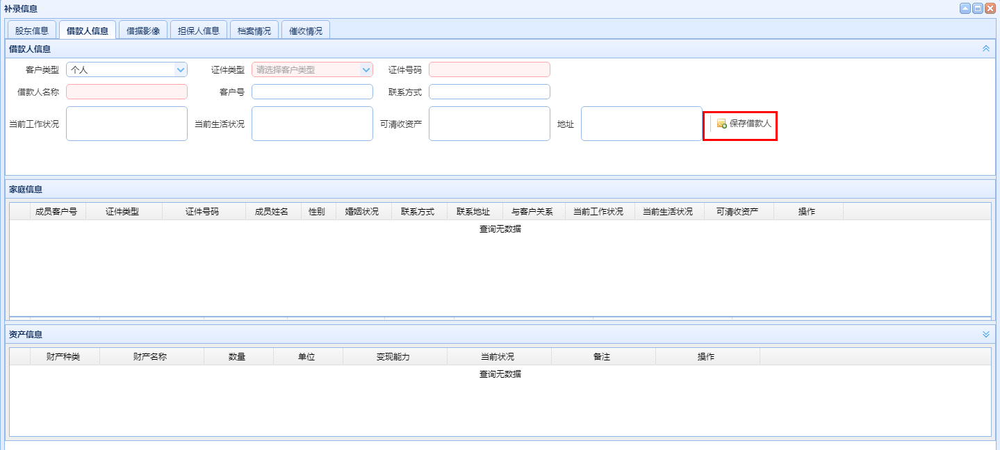 补录信息
股东信息 借款人信息 借据影像 担保人信息 档案情况 催收情况
借款人信息
客户类型 个人 证件类型 请选择客户类型 证件号码
借款人名称 客户号 联系方式
当前工作状况 当前生活状况 可清收资产 地址 保存借款人
家庭信息
成员客户号 证件类型 证件号码 成员姓名 性别 婚姻状况 联系方式 联系地址 与客户关系 当前工作状况 当前生活状况 可清收资产 操作
查询无数据
资产信息
财产种类 财产名称 数量 单位 变现能力 当前状况 备注 操作
查询无数据